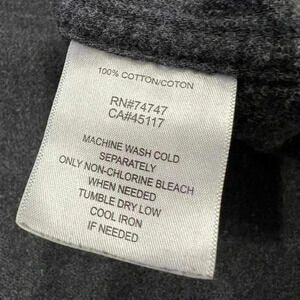 100% COTTON/COTON
RN#74747
CA#45117
MACHINE WASH COLD
SEPARATELY
ONLY NON-CHLORINE BLEACH
WHEN NEEDED
TUMBLE DRY LOW
COOL IRON
IF NEEDED